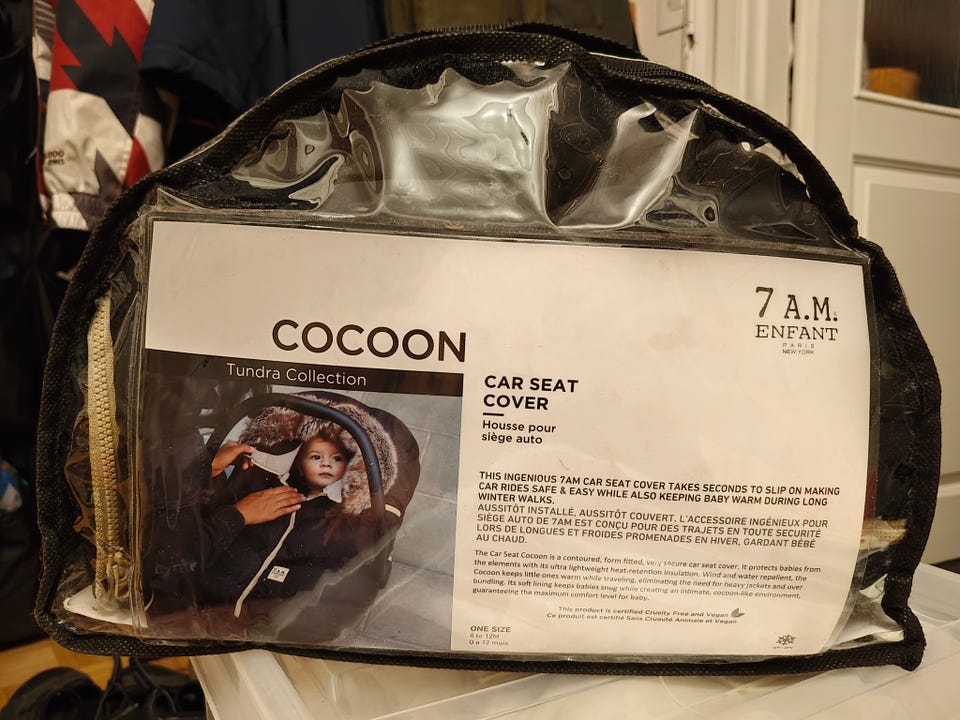 COCOON
Tundra Collection
7 A.M.
ENFANT
PARIS
NEW YORK
CAR SEAT
COVER
Housse pour
siège auto
THIS INGENIOUS 7AM CAR SEAT COVER TAKES SECONDS TO SLIP ON MAKING
CAR RIDES SAFE & EASY WHILE ALSO KEEPING BABY WARM DURING LONG
WINTER WALKS.
AUSSITÔT INSTALLÉ, AUSSITÔT COUVERT. L'ACCESSOIRE INGÉNIEUX POUR
SIÈGE AUTO DE 7AM EST CONÇU POUR DES TRAJETS EN TOUTE SECURITÉ
LORS DE LONGUES ET FROIDES PROMENADES EN HIVER, GARDANT BÉBÉ
AU CHAUD.
The Car Seat Cocoon is a contoured, form fitted, very secure car seat cover. It protects babies from
the elements with its ultra lightweight heat-retention insulation. Wind and water repellent, the
Cocoon keeps little ones warm while traveling, eliminating the need for heavy jackets and over
bundling. Its soft lining keeps babies snug while creating an intimate, cocoon-like environment,
guaranteeing the maximum comfort level for baby.
This product is certified Cruelty Free and Vegan
Ce produit est certifié Sans Cruauté Animale et Vegan
ONE SIZE
0 to 12M
0 a 12 mois